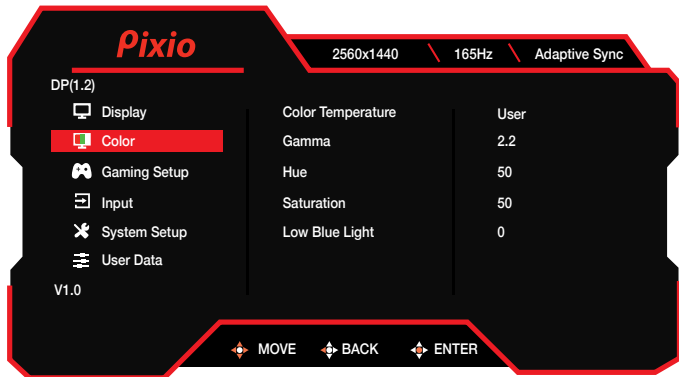 Pixio
2560x1440 165Hz Adaptive Sync
DP(1.2)
Display Color Temperature User
Color Gamma 2.2
Gaming Setup Hue 50
Input Saturation 50
System Setup Low Blue Light 0
User Data
V1.0
MOVE BACK ENTER